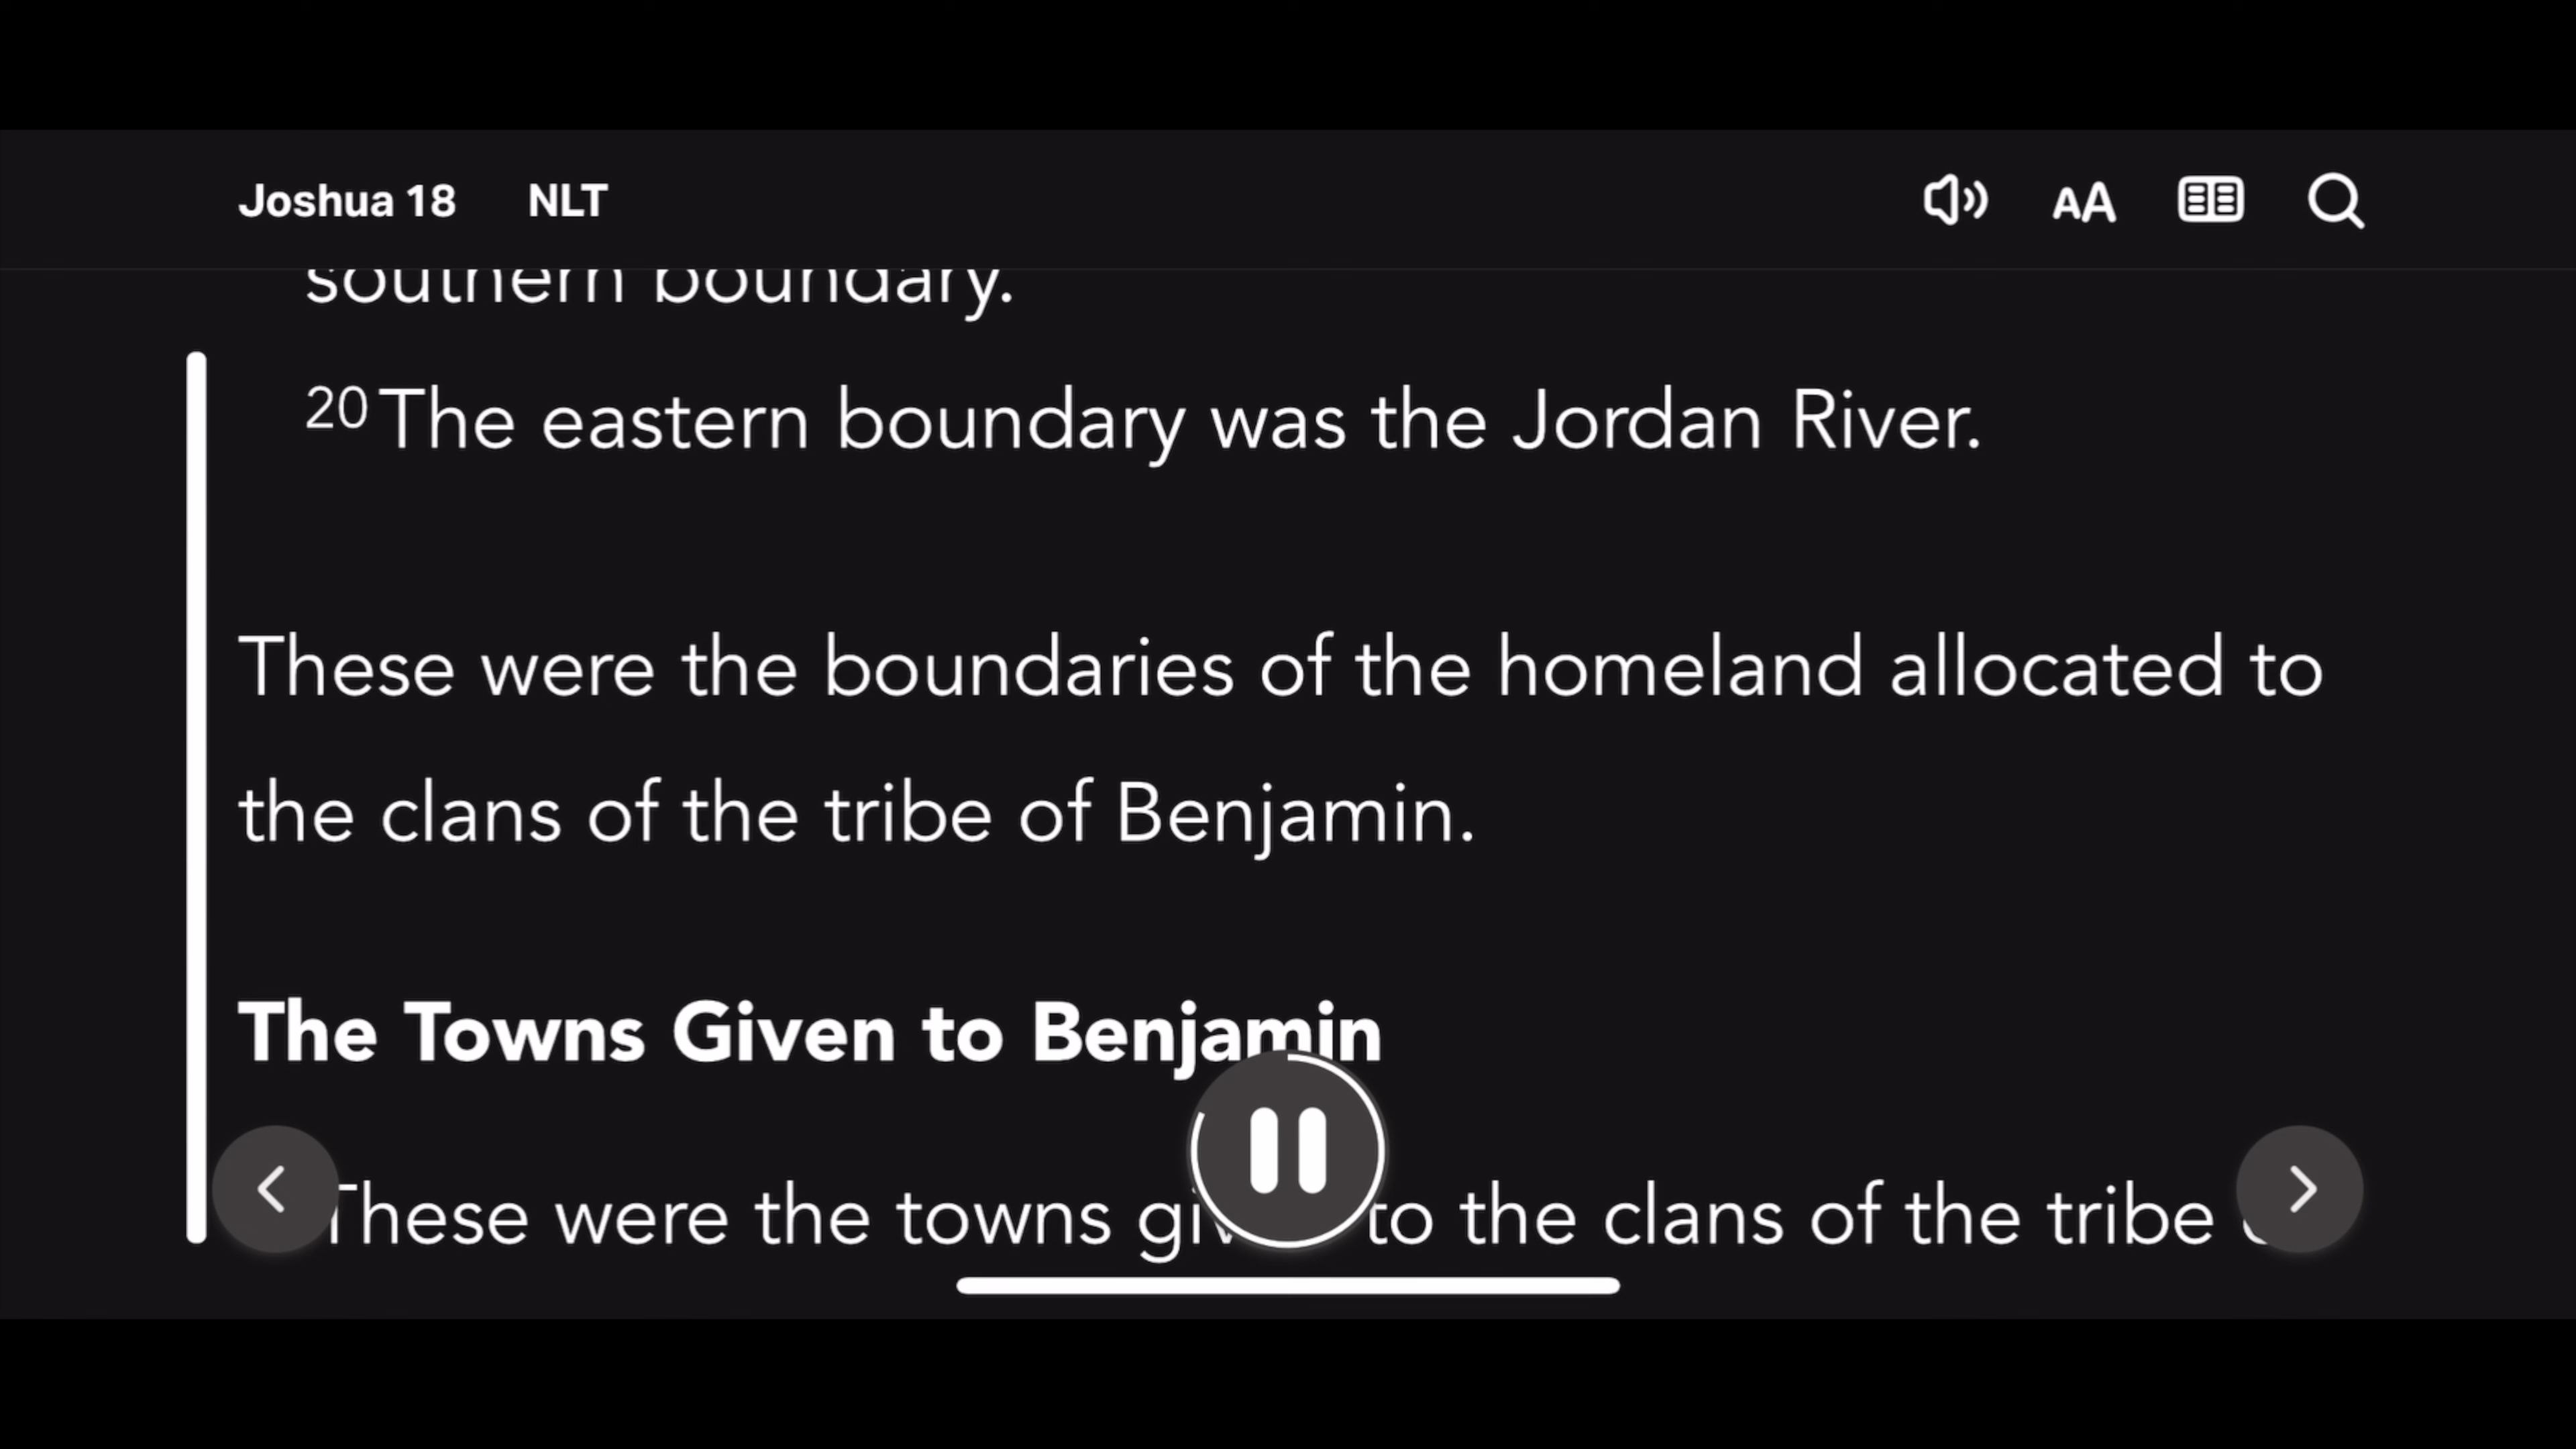 Joshua 18 NLT
AA
southern boundary.
20 The eastern boundary was the Jordan River.
These were the boundaries of the homeland allocated to
the clans of the tribe of Benjamin.
The Towns Given to Benjamin
These were the towns to the clans of the tribe